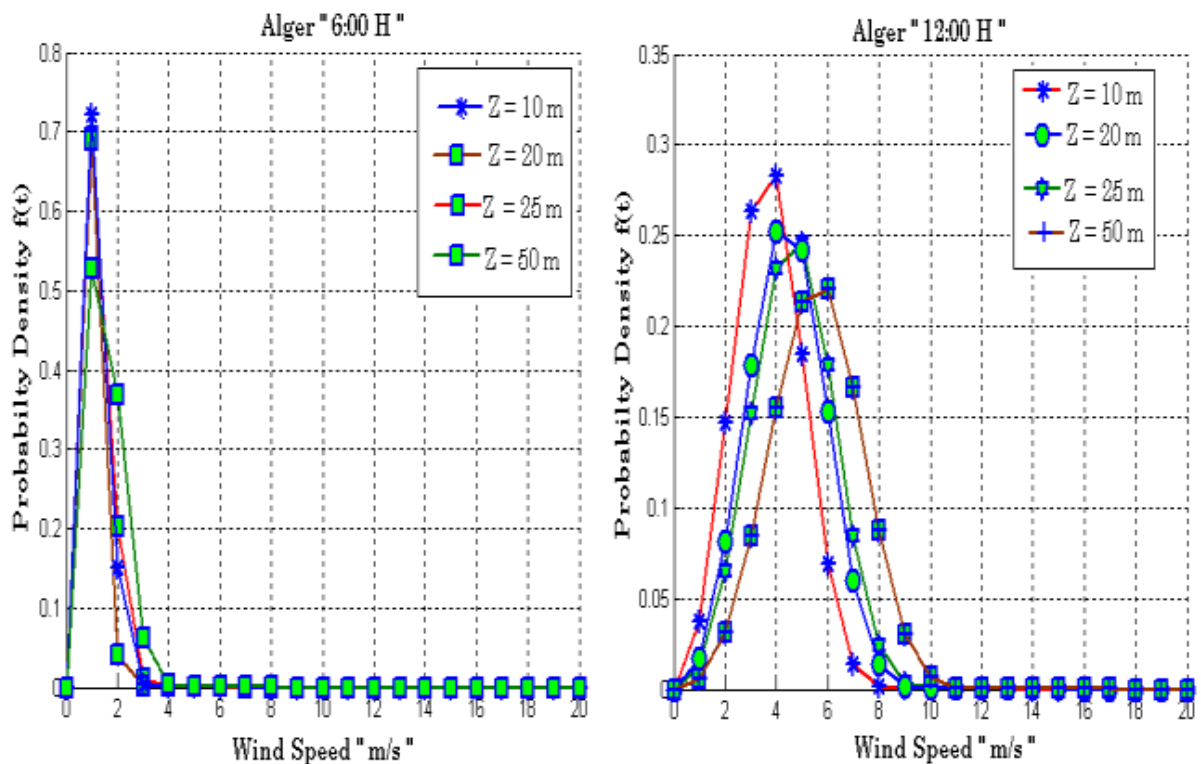 Alger " 6:00 H "
0.8
0.7
0.6
0.5
0.4
0.3
0.2
0.1
0
0 2 4 6 8 10 12 14 16 18 20
Probabilty Density f(t)
Wind Speed " m/s "
Z = 10 m
Z = 20 m
Z = 25 m
Z = 50 m
Alger " 12:00 H "
0.35
0.3
0.25
0.2
0.15
0.1
0.05
0
0 2 4 6 8 10 12 14 16 18 20
Probabilty Density f(t)
Wind Speed " m/s "
Z = 10 m
Z = 20 m
Z = 25 m
Z = 50 m